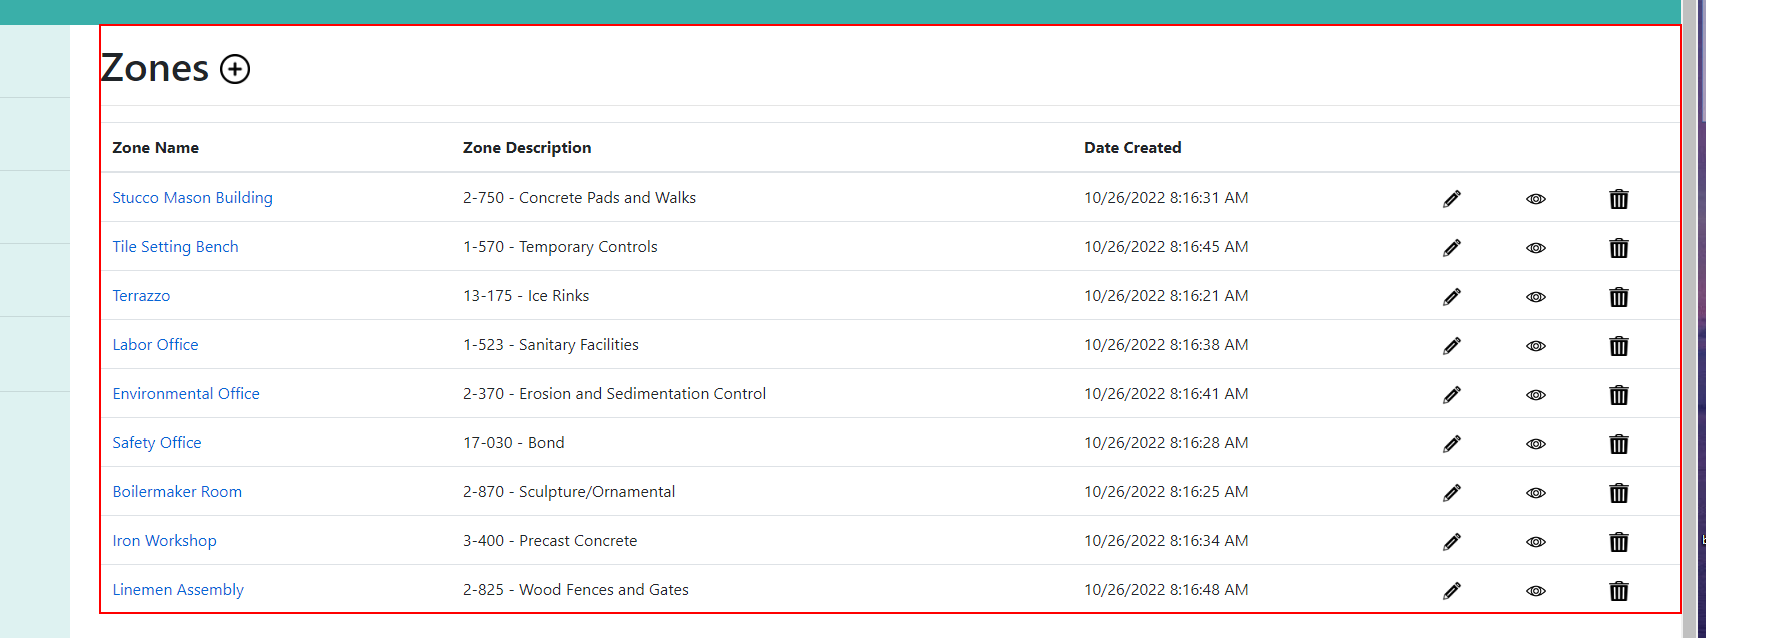 Zones
Zone Name Zone Description Date Created
Stucco Mason Building 2-750 - Concrete Pads and Walks 10/26/2022 8:16:31 AM
Tile Setting Bench 1-570 - Temporary Controls 10/26/2022 8:16:45 AM
Terrazzo 13-175 - Ice Rinks 10/26/2022 8:16:21 AM
Labor Office 1-523 - Sanitary Facilities 10/26/2022 8:16:38 AM
Environmental Office 2-370 - Erosion and Sedimentation Control 10/26/2022 8:16:41 AM
Safety Office 17-030 - Bond 10/26/2022 8:16:28 AM
Boilermaker Room 2-870 - Sculpture/Ornamental 10/26/2022 8:16:25 AM
Iron Workshop 3-400 - Precast Concrete 10/26/2022 8:16:34 AM
Linemen Assembly 2-825 - Wood Fences and Gates 10/26/2022 8:16:48 AM